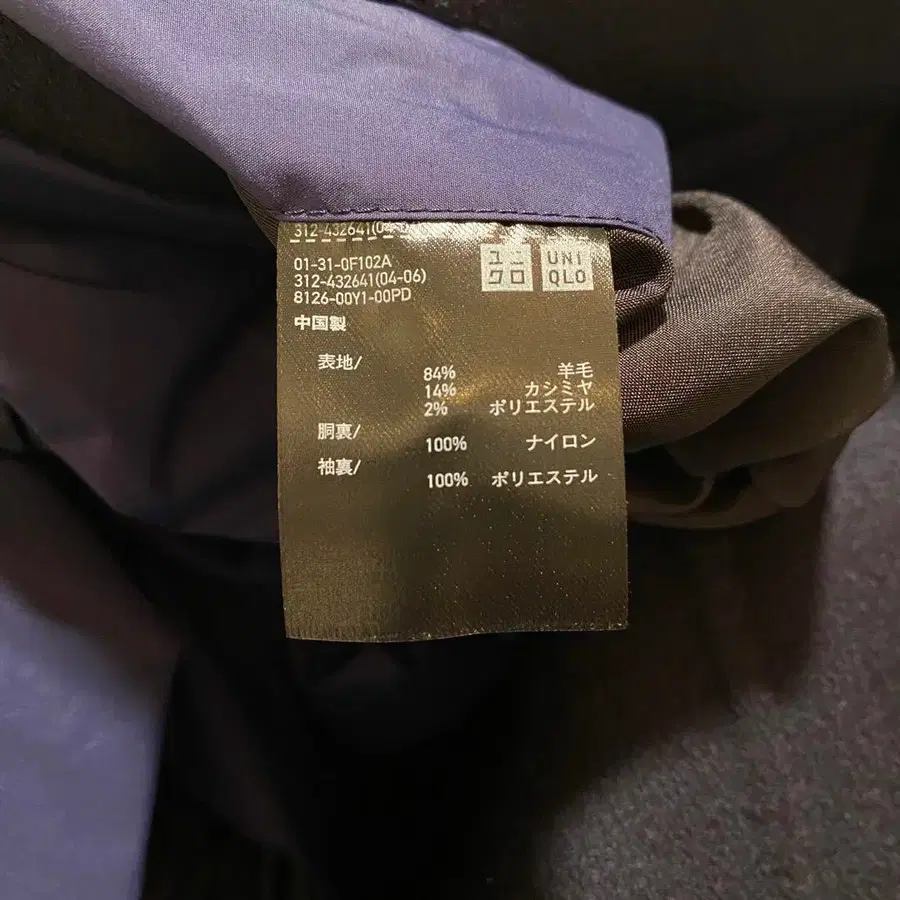 312-432641(04-0
01-31-0F102A
312-432641(04-06)
8126-00Y1-00PD
ユニ
クロ
UNI
QLO
中国製
表地/
84% 羊毛
14% カシミヤ
2% ポリエステル
胴裏/
100% ナイロン
袖裏/
100% ポリエステル